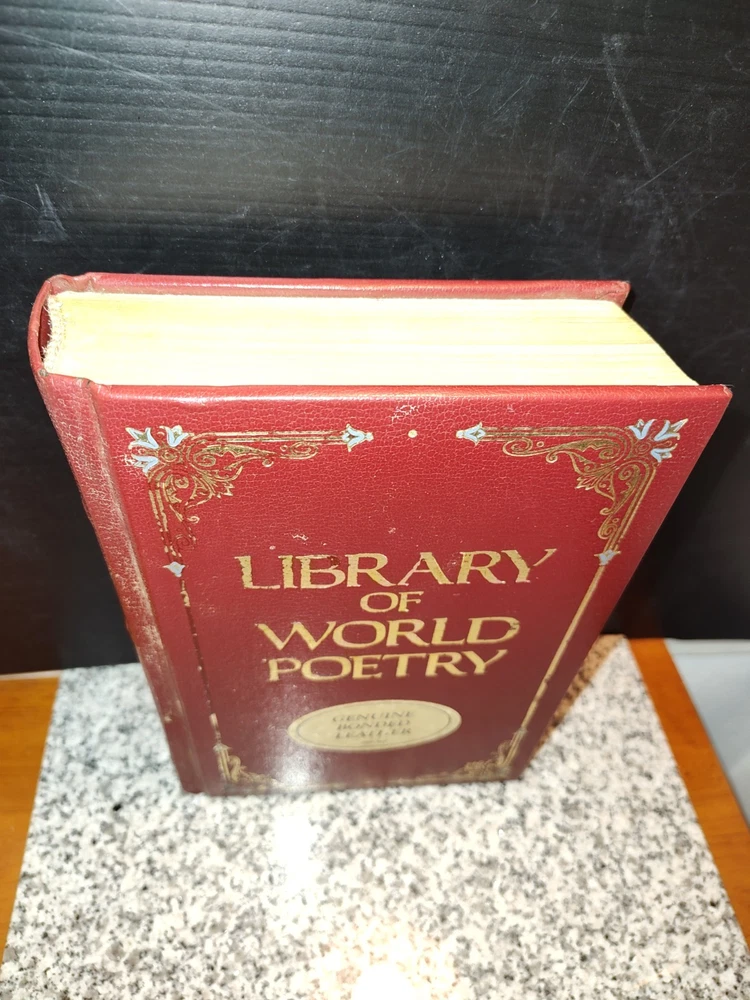 LIBRARY
OF
WORLD
POETRY
GENUINE
BONDED
LEATHER